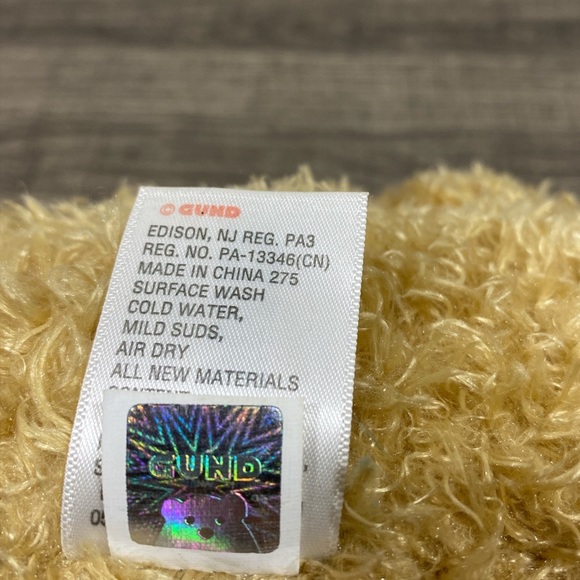 © GUND
EDISON, NJ REG. PA3
REG. NO. PA-13346(CN)
MADE IN CHINA 275
SURFACE WASH
COLD WATER,
MILD SUDS,
AIR DRY
ALL NEW MATERIALS
GUND